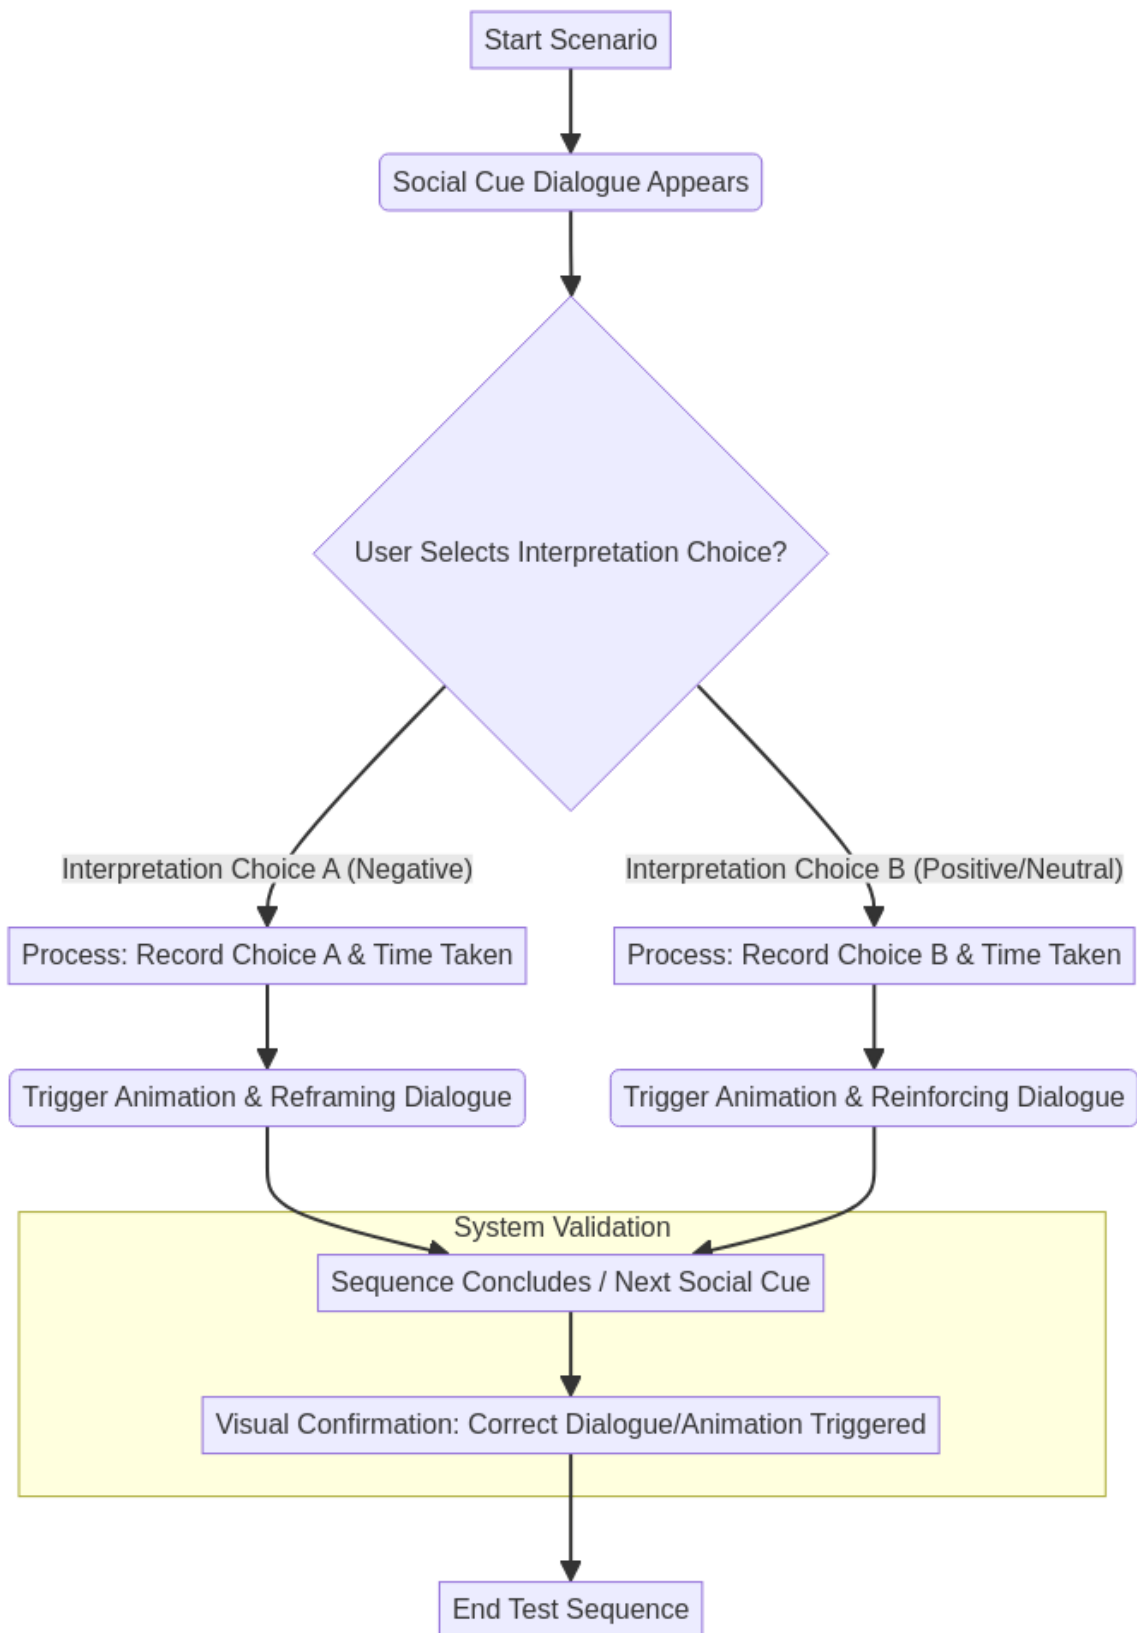 Start Scenario
Social Cue Dialogue Appears
User Selects Interpretation Choice?
Interpretation Choice A (Negative)
Interpretation Choice B (Positive/Neutral)
Process: Record Choice A & Time Taken
Process: Record Choice B & Time Taken
Trigger Animation & Reframing Dialogue
Trigger Animation & Reinforcing Dialogue
System Validation
Sequence Concludes / Next Social Cue
Visual Confirmation: Correct Dialogue/Animation Triggered
End Test Sequence